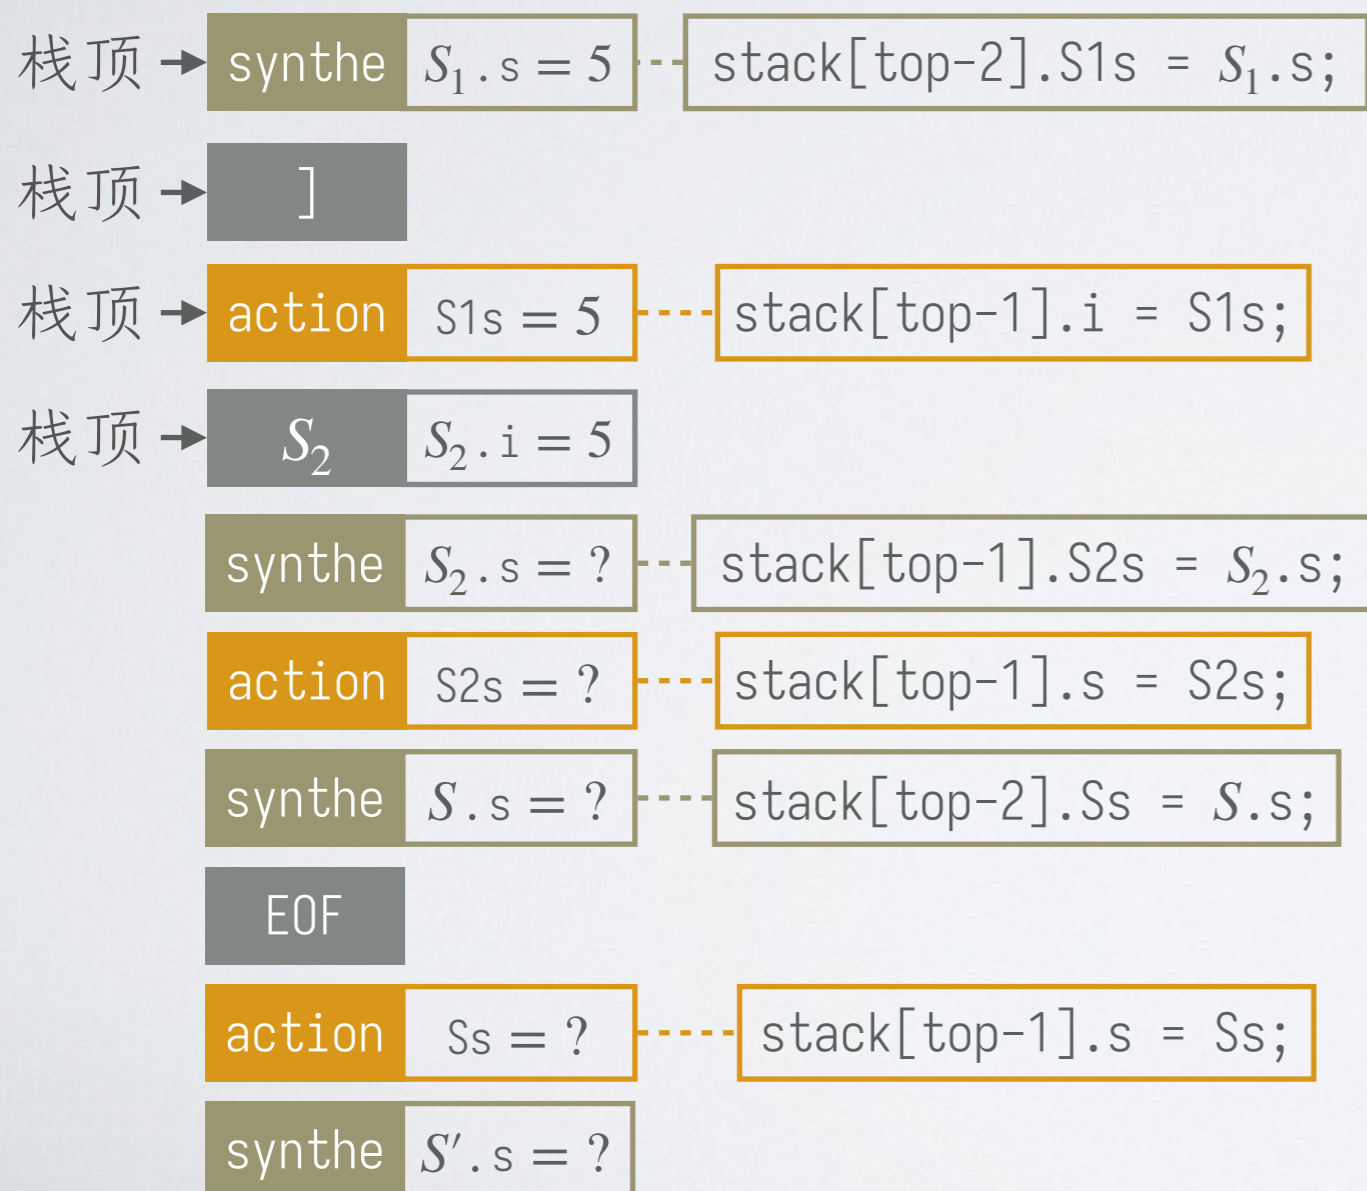 栈顶 synthe S₁.s = 5 stack[top-2].S1s = S₁.s;
栈顶 ]
栈顶 action S1s = 5 stack[top-1].i = S1s;
栈顶 S₂ S₂.i = 5
synthe S₂.s = ? stack[top-1].S2s = S₂.s;
action S2s = ? stack[top-1].s = S2s;
synthe S.s = ? stack[top-2].Ss = S.s;
EOF
action Ss = ? stack[top-1].s = Ss;
synthe S′.s = ?